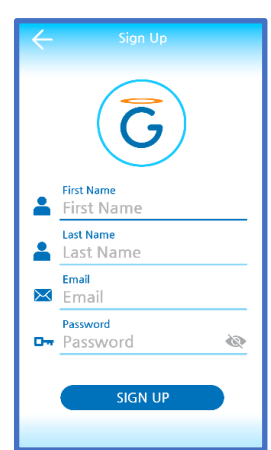 Sign Up
G
First Name
First Name
Last Name
Last Name
Email
Email
Password
Password
SIGN UP